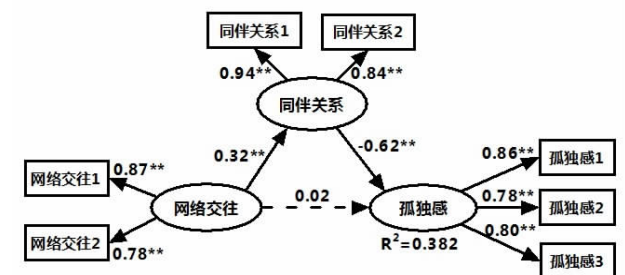 同伴关系1
同伴关系2
0.94**
0.84**
同伴关系
0.32**
-0.62**
网络交往1
0.87**
网络交往
0.02
孤独感
R²=0.382
网络交往2
0.78**
0.86**
孤独感1
0.78**
孤独感2
0.80**
孤独感3